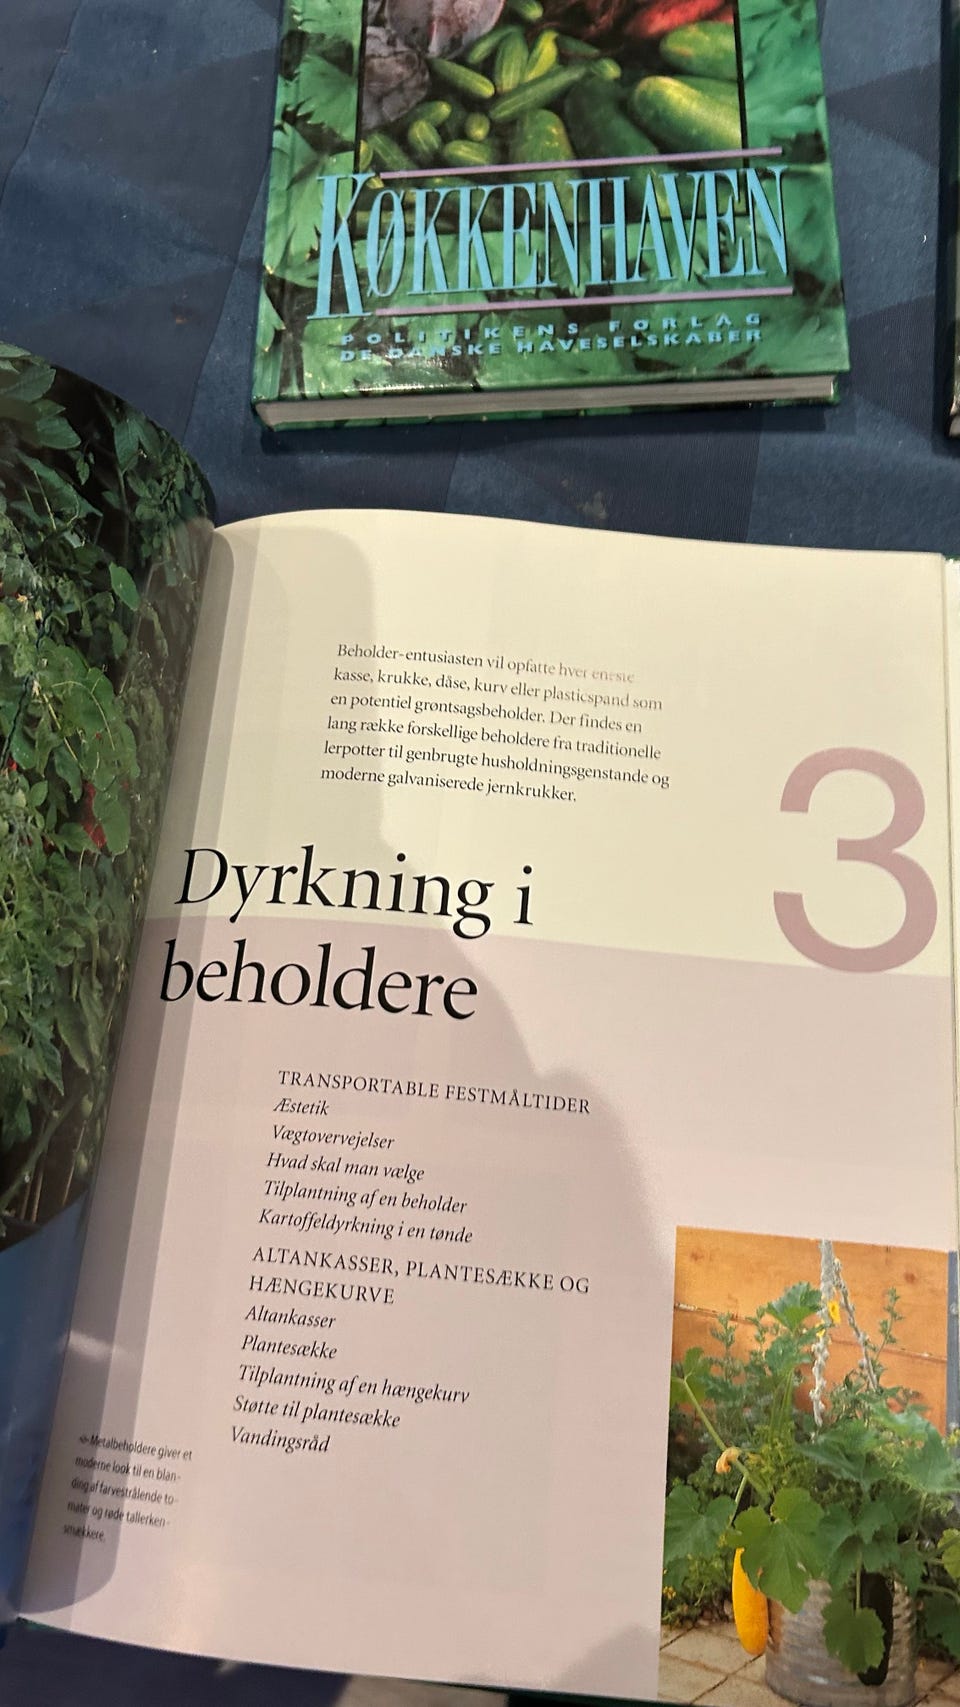 KØKKENHAVEN
POLITIKENS FORLAG
DE DANSKE HAVESELSKABER
Beholder-entusiasten vil opfatte hver eneste
kasse, krukke, dåse, kurv eller plasticspand som
en potentiel grøntsagsbeholder. Der findes en
lang række forskellige beholdere fra traditionelle
lerpotter til genbrugte husholdningsgenstande og
moderne galvaniserede jernkrukker.
3
Dyrkning i
beholdere
TRANSPORTABLE FESTMÅLTIDER
Æstetik
Vægtovervejelser
Hvad skal man vælge
Tilplantning af en beholder
Kartoffeldyrkning i en tønde
ALTANKASSER, PLANTESÆKKE OG
HÆNGEKURVE
Altankasser
Plantesække
Tilplantning af en hængekurv
Støtte til plantesække
Vandingsråd
Metalbeholdere giver et
moderne look til en blan-
ding af farvestrålende to-
mater og røde tallerken-
smækkere.